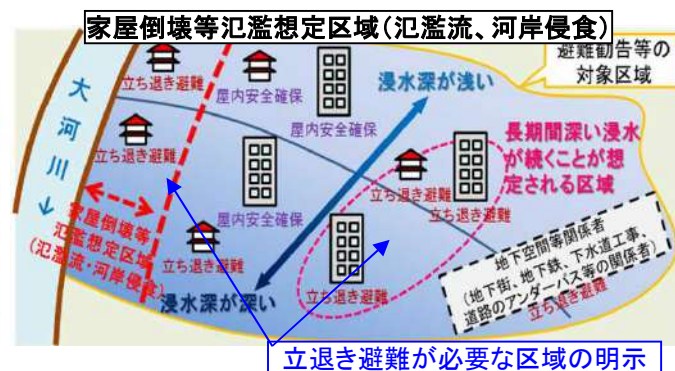 家屋倒壊等氾濫想定区域(氾濫流、河岸侵食)
避難勧告等の
対象区域
大河川↓
立ち退き避難
屋内安全確保
屋内安全確保
浸水深が浅い
立ち退き避難
長期間深い浸水
が続くことが想
定される区域
立ち退き避難
立ち退き避難
屋内安全確保
家屋倒壊等
氾濫想定区域
(氾濫流・河岸侵食)
立ち退き避難
浸水深が深い
立ち退き避難
地下空間等関係者
(地下街、地下鉄、下水道工事、
道路のアンダーパス等の関係者)
立ち退き避難
立退き避難が必要な区域の明示